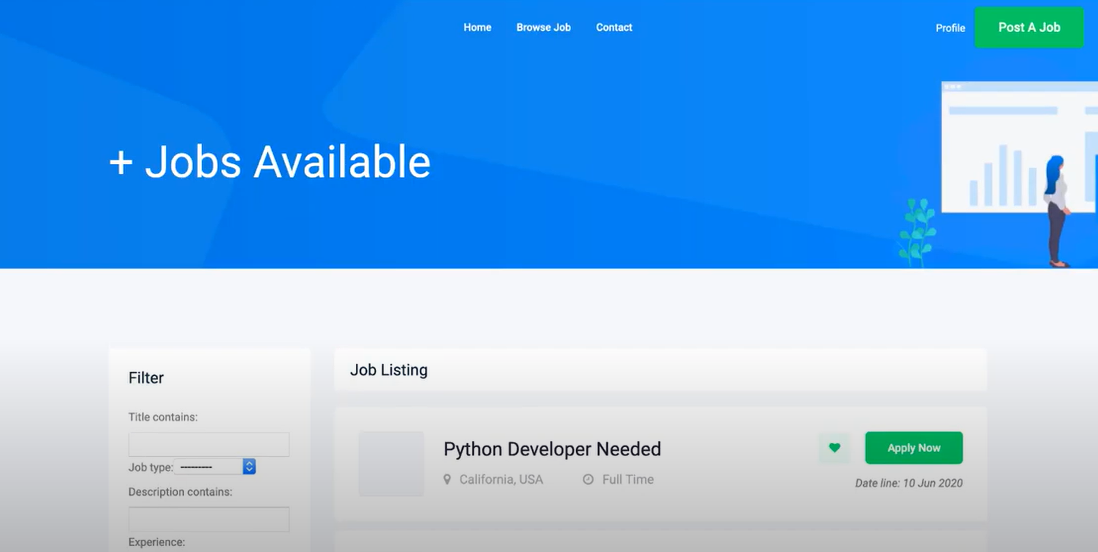 Home Browse Job Contact Profile Post A Job
+ Jobs Available
Filter
Title contains:
Job type: ---------
Description contains:
Experience:
Job Listing
Python Developer Needed
California, USA Full Time
Apply Now
Date line: 10 Jun 2020